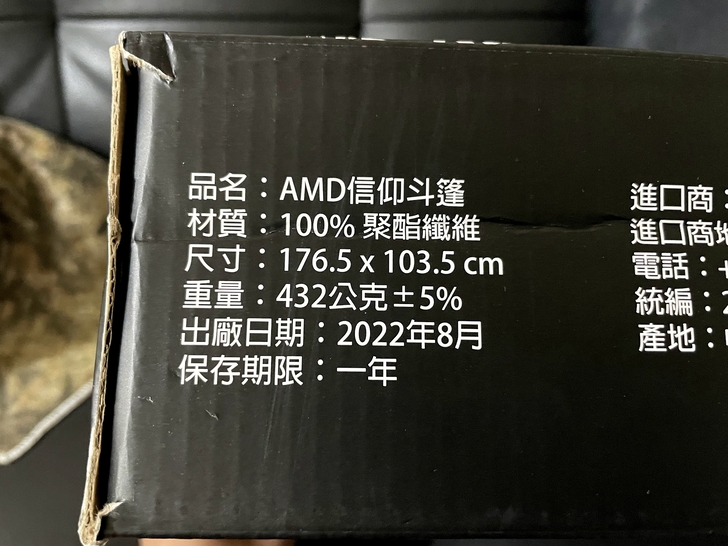 品名：AMD信仰斗篷
材質：100% 聚酯纖維
尺寸：176.5 x 103.5 cm
重量：432公克±5%
出廠日期：2022年8月
保存期限：一年
進口商：
進口商地
電話：+
統編：2
產地：